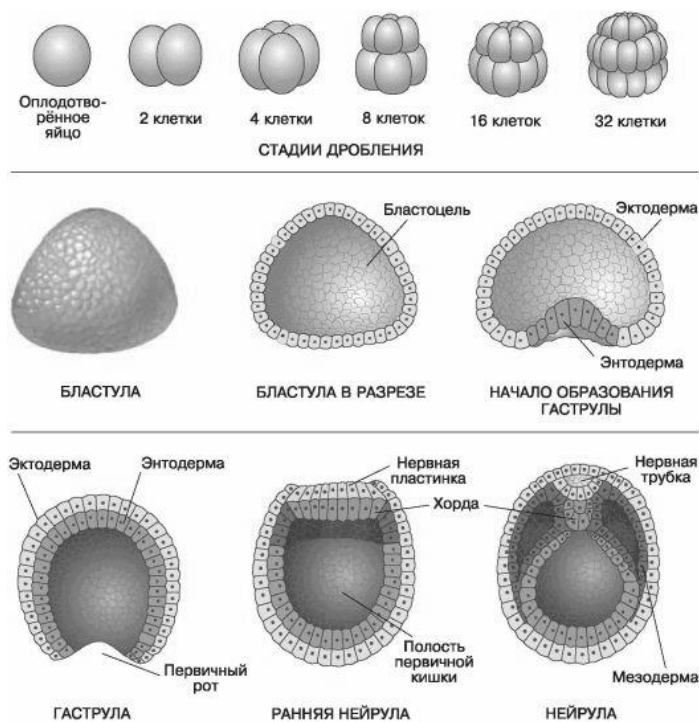 Оплодотво-
рённое
яйцо
2 клетки
4 клетки
8 клеток
16 клеток
32 клетки
СТАДИИ ДРОБЛЕНИЯ
Бластоцель
Эктодерма
Энтодерма
БЛАСТУЛА
БЛАСТУЛА В РАЗРЕЗЕ
НАЧАЛО ОБРАЗОВАНИЯ
ГАСТРУЛЫ
Эктодерма
Энтодерма
Первичный
рот
Нервная
пластинка
Хорда
Полость
первичной
кишки
Нервная
трубка
Мезодерма
ГАСТРУЛА
РАННЯЯ НЕЙРУЛА
НЕЙРУЛА